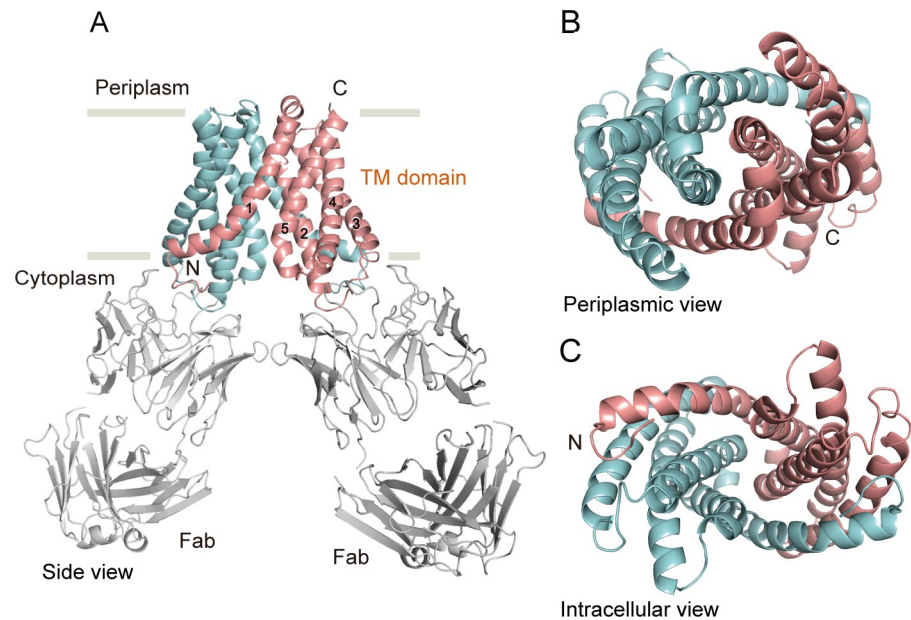 A
Periplasm
C
TM domain
1
4
5
2
3
N
Cytoplasm
Fab
Fab
Side view
B
C
Periplasmic view
C
N
Intracellular view